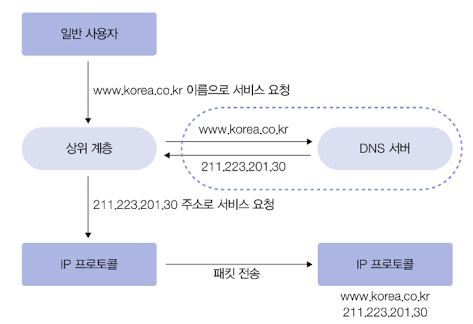 일반 사용자
www.korea.co.kr 이름으로 서비스 요청
www.korea.co.kr
상위 계층
DNS 서버
211.223.201.30
211.223.201.30 주소로 서비스 요청
IP 프로토콜
패킷 전송
IP 프로토콜
www.korea.co.kr
211.223.201.30